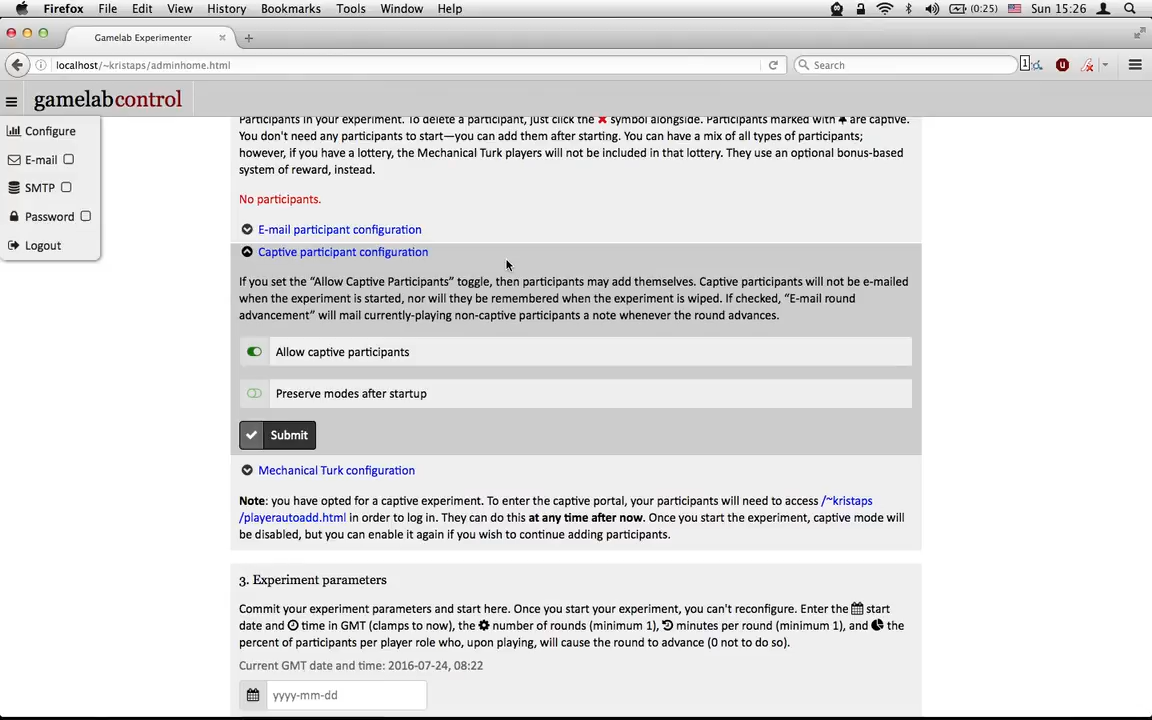 Firefox File Edit View History Bookmarks Tools Window Help (0:25) Sun 15:26
Gamelab Experimenter
localhost/~kristaps/adminhome.html Search 1
gamelabcontrol
Configure
E-mail
SMTP
Password
Logout
Participants in your experiment. To delete a participant, just click the symbol alongside. Participants marked with are captive.
You don't need any participants to start—you can add them after starting. You can have a mix of all types of participants;
however, if you have a lottery, the Mechanical Turk players will not be included in that lottery. They use an optional bonus-based
system of reward, instead.
No participants.
E-mail participant configuration
Captive participant configuration
If you set the “Allow Captive Participants” toggle, then participants may add themselves. Captive participants will not be e-mailed
when the experiment is started, nor will they be remembered when the experiment is wiped. If checked, “E-mail round
advancement” will mail currently-playing non-captive participants a note whenever the round advances.
Allow captive participants
Preserve modes after startup
Submit
Mechanical Turk configuration
Note: you have opted for a captive experiment. To enter the captive portal, your participants will need to access /~kristaps
/playerautoadd.html in order to log in. They can do this at any time after now. Once you start the experiment, captive mode will
be disabled, but you can enable it again if you wish to continue adding participants.
3. Experiment parameters
Commit your experiment parameters and start here. Once you start your experiment, you can't reconfigure. Enter the start
date and time in GMT (clamps to now), the number of rounds (minimum 1), minutes per round (minimum 1), and the
percent of participants per player role who, upon playing, will cause the round to advance (0 not to do so).
Current GMT date and time: 2016-07-24, 08:22
yyyy-mm-dd